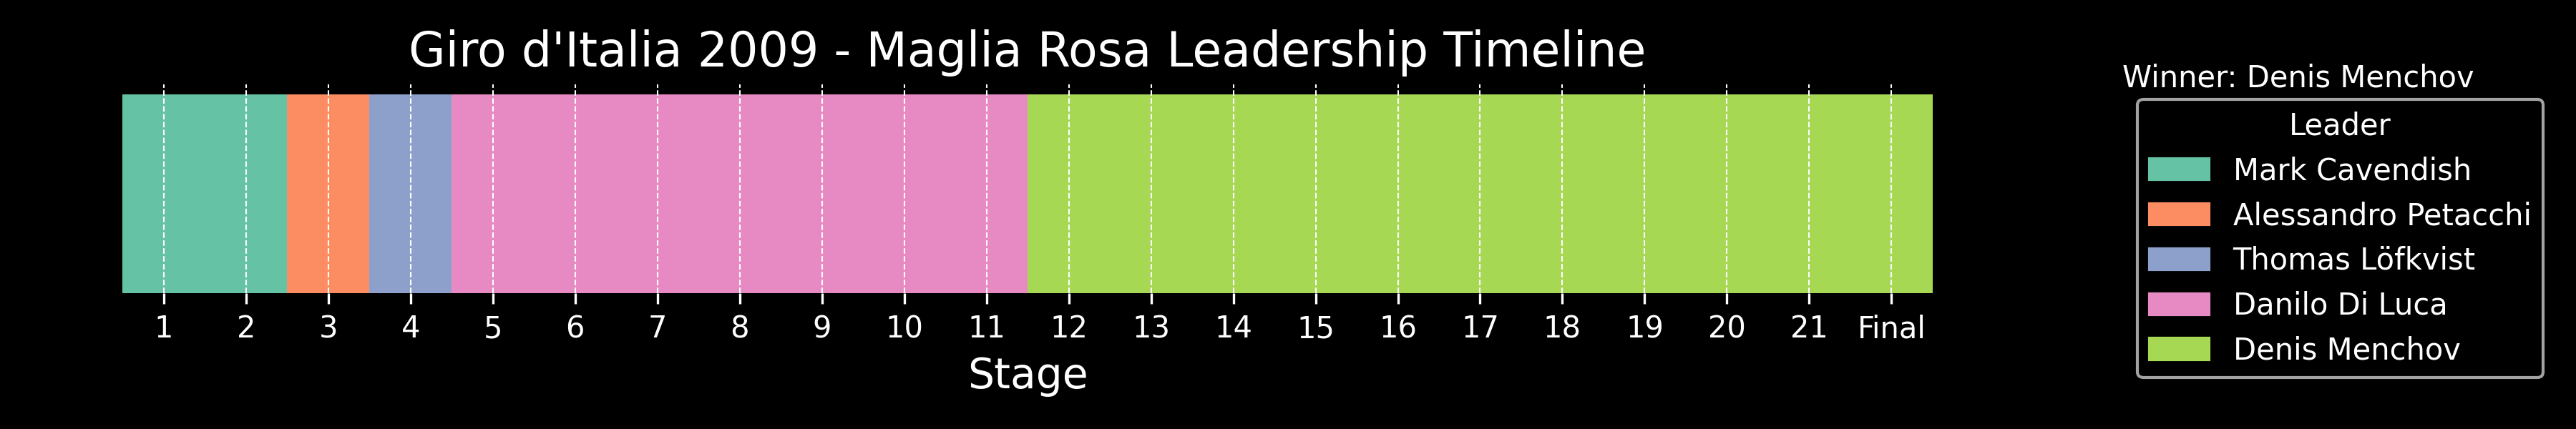 Giro d'Italia 2009 - Maglia Rosa Leadership Timeline
1 2 3 4 5 6 7 8 9 10 11 12 13 14 15 16 17 18 19 20 21 Final
Stage
Winner: Denis Menchov
Leader
Mark Cavendish
Alessandro Petacchi
Thomas Löfkvist
Danilo Di Luca
Denis Menchov